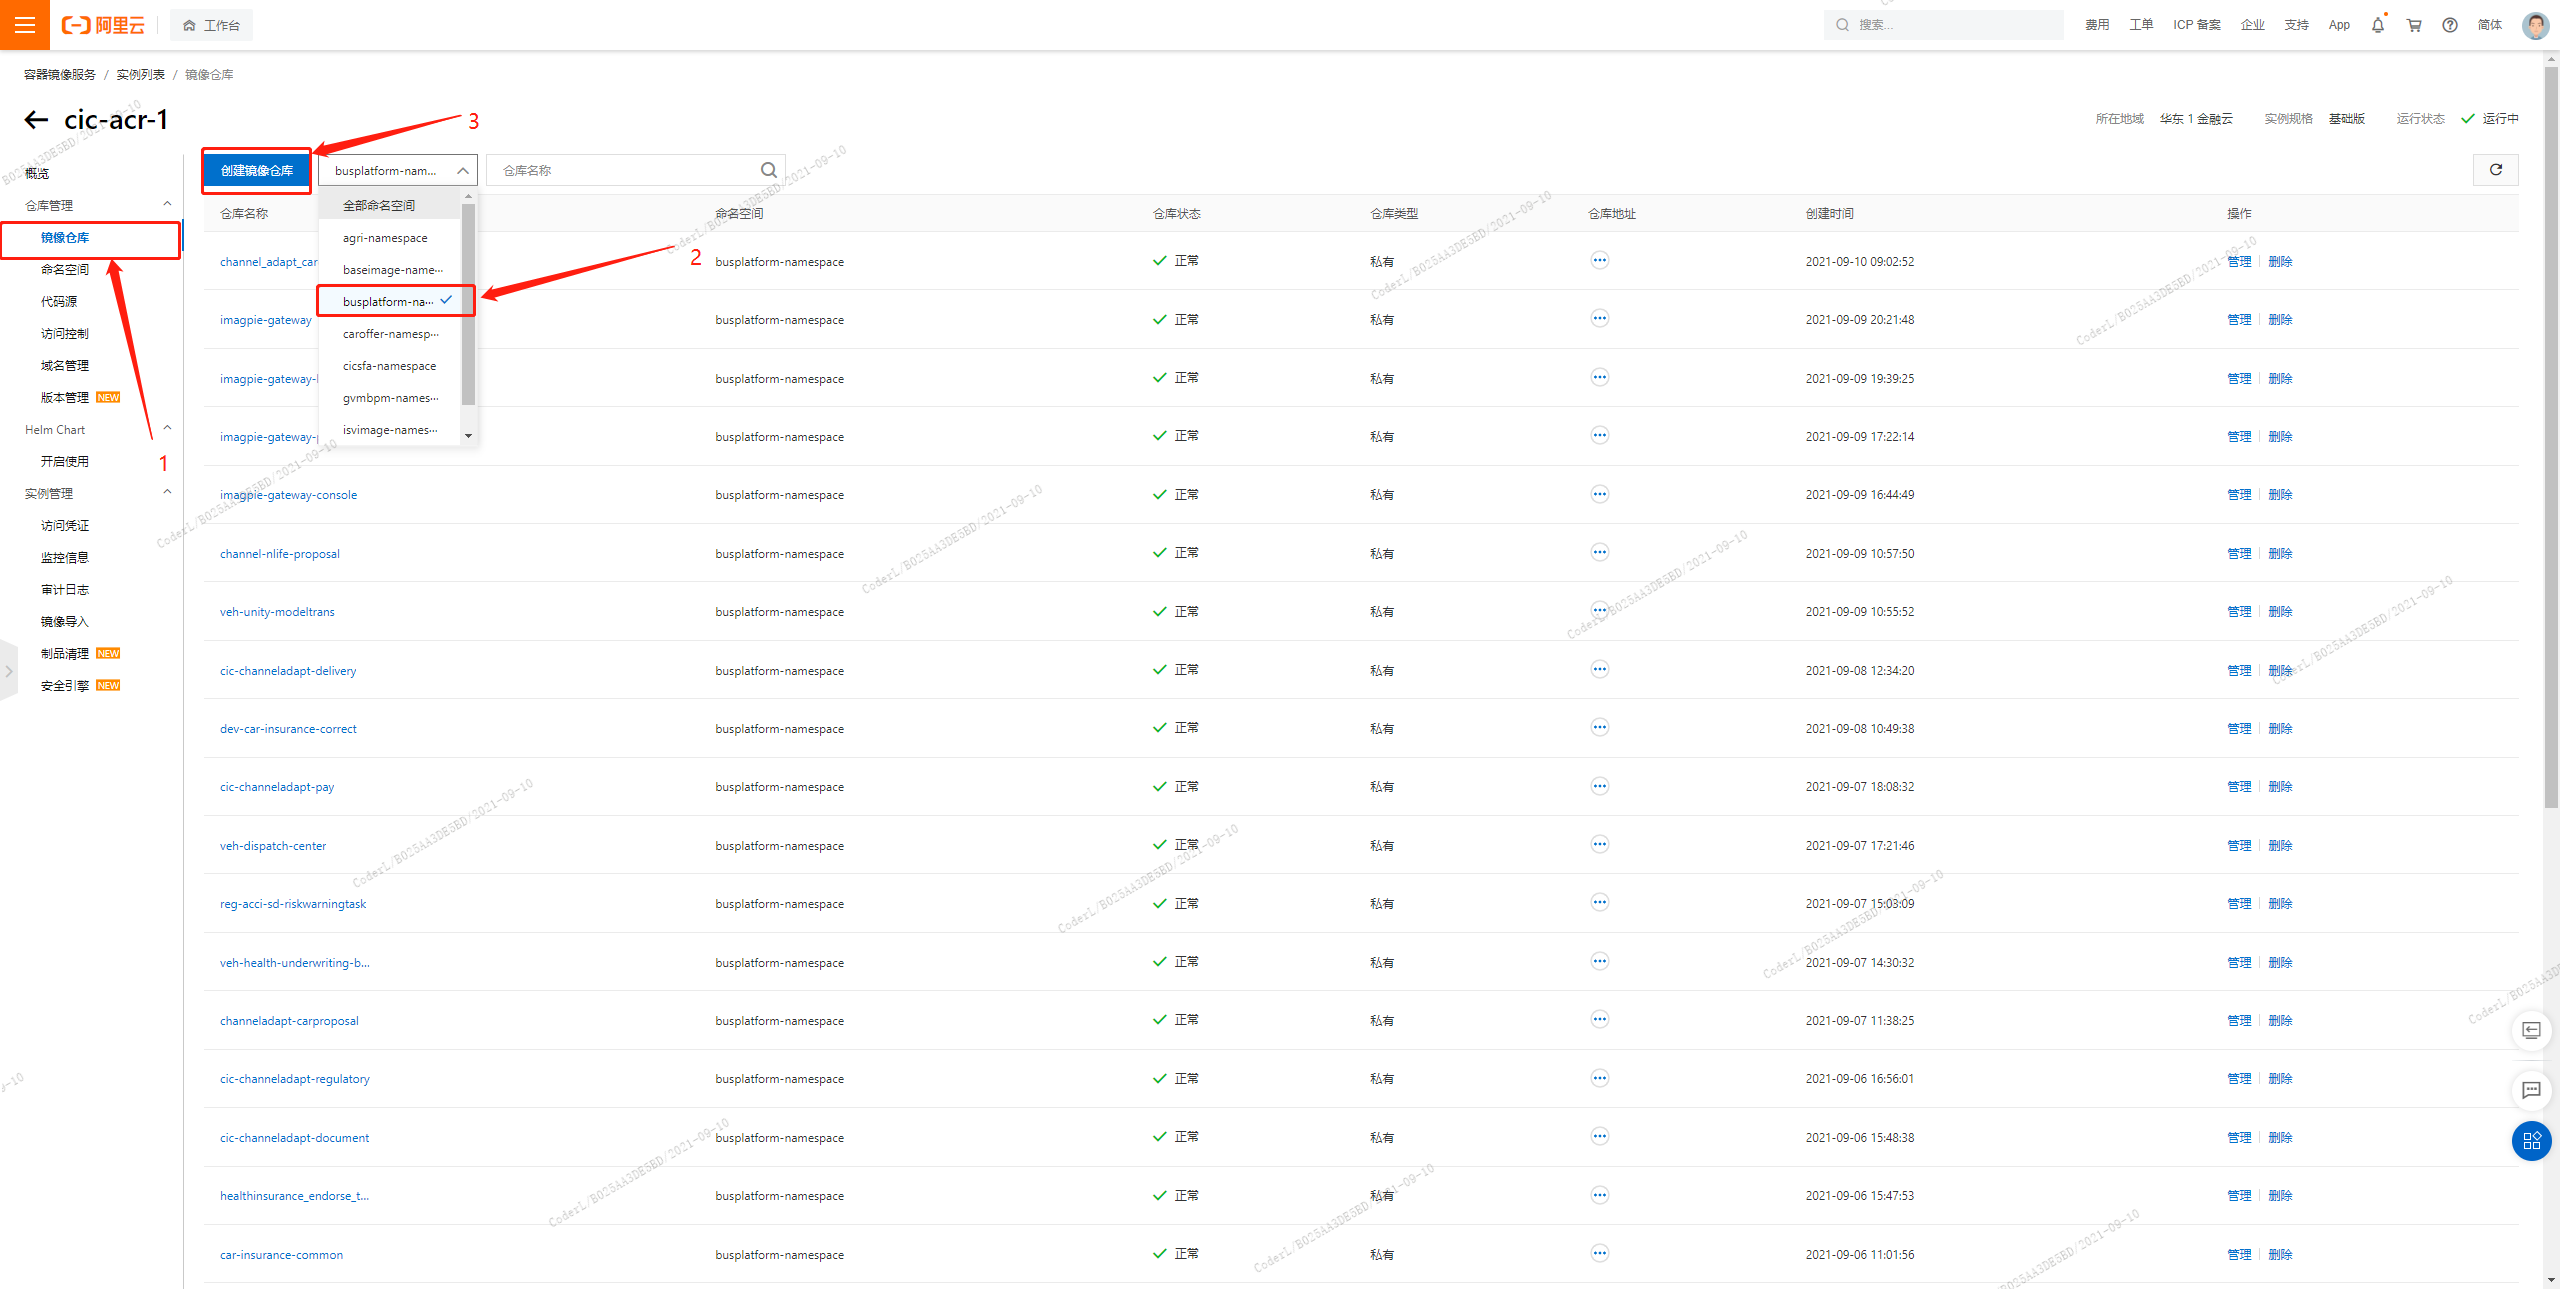 阿里云
工作台
搜索...
费用 工单 ICP 备案 企业 支持 App 简体
容器镜像服务 / 实例列表 / 镜像仓库
cic-acr-1
所在地域 华东 1 金融云 实例规格 基础版 运行状态 运行中
3
创建镜像仓库 busplatform-nam... 仓库名称
概览
仓库管理
镜像仓库
命名空间
代码源
访问控制
域名管理
版本管理 NEW
Helm Chart
开启使用
实例管理
访问凭证
监控信息
审计日志
镜像导入
制品清理 NEW
安全引擎 NEW
1
全部命名空间
agri-namespace
baseimage-name···
busplatform-na···
caroffer-namesp···
cicsfa-namespace
gvmbpm-names···
isvimage-names···
2
仓库名称 命名空间 仓库状态 仓库类型 仓库地址 创建时间 操作
channel_adapt_car busplatform-namespace 正常 私有 2021-09-10 09:02:52 管理 删除
imagpie-gateway busplatform-namespace 正常 私有 2021-09-09 20:21:48 管理 删除
imagpie-gateway- busplatform-namespace 正常 私有 2021-09-09 19:39:25 管理 删除
imagpie-gateway- busplatform-namespace 正常 私有 2021-09-09 17:22:14 管理 删除
imagpie-gateway-console busplatform-namespace 正常 私有 2021-09-09 16:44:49 管理 删除
channel-nlife-proposal busplatform-namespace 正常 私有 2021-09-09 10:57:50 管理 删除
veh-unity-modeltrans busplatform-namespace 正常 私有 2021-09-09 10:55:52 管理 删除
cic-channeladapt-delivery busplatform-namespace 正常 私有 2021-09-08 12:34:20 管理 删除
dev-car-insurance-correct busplatform-namespace 正常 私有 2021-09-08 10:49:38 管理 删除
cic-channeladapt-pay busplatform-namespace 正常 私有 2021-09-07 18:08:32 管理 删除
veh-dispatch-center busplatform-namespace 正常 私有 2021-09-07 17:21:46 管理 删除
reg-acci-sd-riskwarningtask busplatform-namespace 正常 私有 2021-09-07 15:03:09 管理 删除
veh-health-underwriting-b... busplatform-namespace 正常 私有 2021-09-07 14:30:32 管理 删除
channeladapt-carproposal busplatform-namespace 正常 私有 2021-09-07 11:38:25 管理 删除
cic-channeladapt-regulatory busplatform-namespace 正常 私有 2021-09-06 16:56:01 管理 删除
cic-channeladapt-document busplatform-namespace 正常 私有 2021-09-06 15:48:38 管理 删除
healthinsurance_endorse_t... busplatform-namespace 正常 私有 2021-09-06 15:47:53 管理 删除
car-insurance-common busplatform-namespace 正常 私有 2021-09-06 11:01:56 管理 删除
CoderL/B025AA3DE5BD/2021-09-10